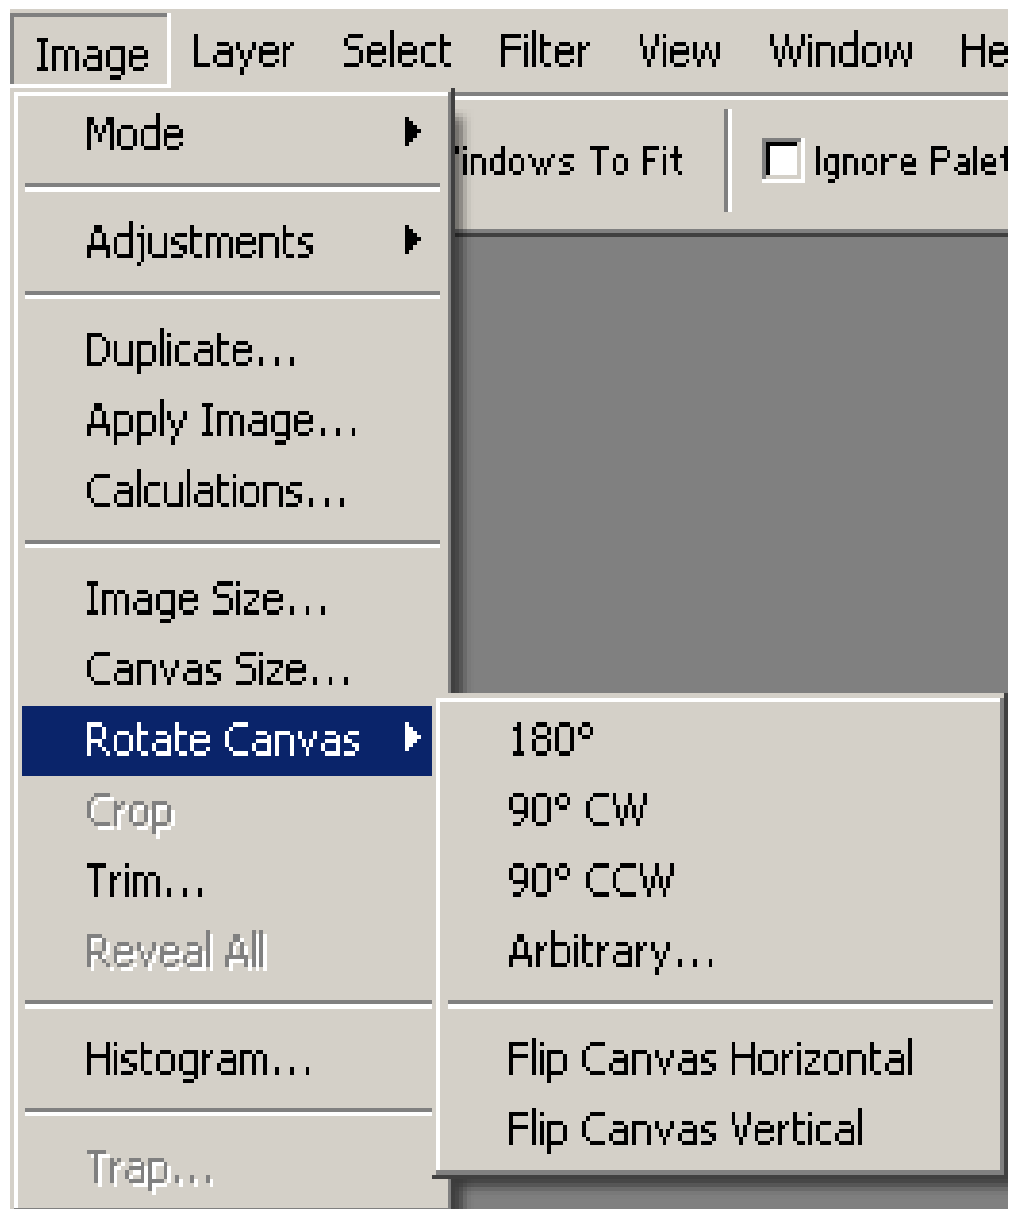 Image Layer Select Filter View Window He
indows To Fit Ignore Palet
Mode
Adjustments
Duplicate...
Apply Image...
Calculations...
Image Size...
Canvas Size...
Rotate Canvas
Crop
Trim...
Reveal All
Histogram...
Trap...
180°
90° CW
90° CCW
Arbitrary...
Flip Canvas Horizontal
Flip Canvas Vertical